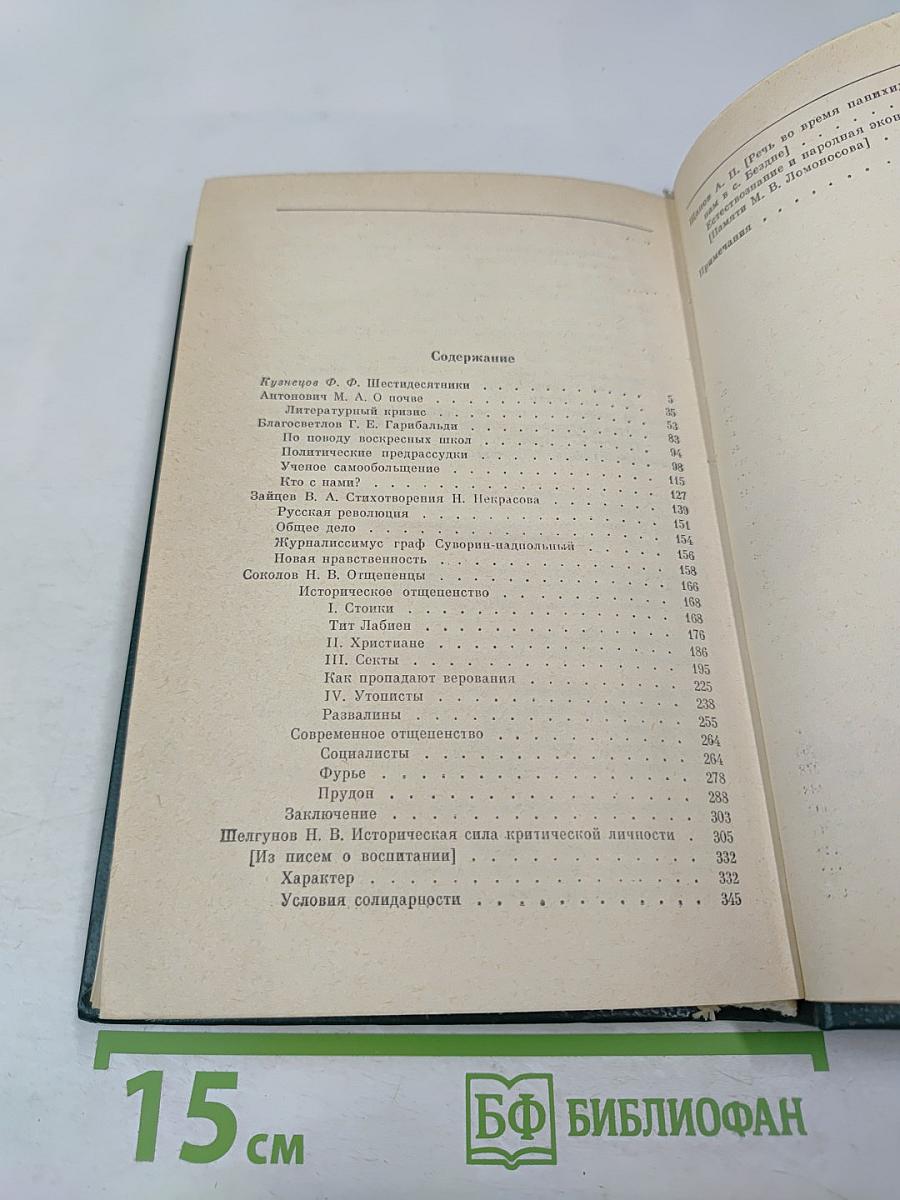 Содержание
Кузнецов Ф. Ф. Шестидесятники . . . . . . . . . . . . 5
Антонович М. А. О почве . . . . . . . . . . . . 35
Литературный кризис . . . . . . . . . . . . 53
Благосветлов Г. Е. Гарибальди . . . . . . . . . . . . 83
По поводу воскресных школ . . . . . . . . . . . . 94
Политические предрассудки . . . . . . . . . . . . 98
Ученое самообольщение . . . . . . . . . . . . 115
Кто с нами? . . . . . . . . . . . . 127
Зайцев В. А. Стихотворения Н. Некрасова . . . . . . . . 139
Русская революция . . . . . . . . . . . . 151
Общее дело . . . . . . . . . . . . 154
Журналиссимус граф Суворин-надпольный . . . . . 156
Новая нравственность . . . . . . . . . . . . 158
Соколов Н. В. Отщепенцы . . . . . . . . . . . . 166
Историческое отщепенство . . . . . . . . . . . . 168
I. Стоики . . . . . . . . . . . . 168
Тит Лабиен . . . . . . . . . . . . 176
II. Христиане . . . . . . . . . . . . 186
III. Секты . . . . . . . . . . . . 195
Как пропадают верования . . . . . . . . . . 225
IV. Утописты . . . . . . . . . . . . 238
Развалины . . . . . . . . . . . . 255
Современное отщепенство . . . . . . . . . . . . 264
Социалисты . . . . . . . . . . . . 264
Фурье . . . . . . . . . . . . 278
Прудон . . . . . . . . . . . . 288
Заключение . . . . . . . . . . . . 303
Шелгунов Н. В. Историческая сила критической личности . 305
[Из писем о воспитании] . . . . . . . . . . . . 332
Характер . . . . . . . . . . . . 332
Условия солидарности . . . . . . . . . . . . 345
Щапов А. П. [Речь во время панихид
нам в с. Бездне] . . . . .
Естествознание и народная экон
[Памяти М. В. Ломоносова] . .
Примечания . . . . . .
15 см
БФ БИБЛИОФАН